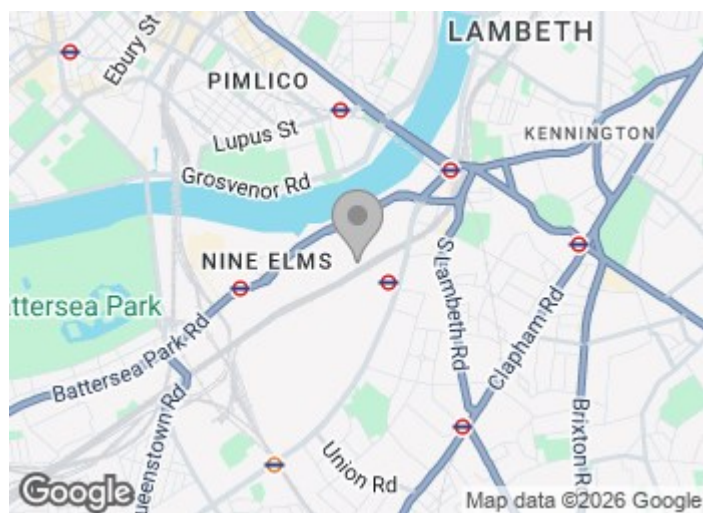 LAMBETH
Ebury St
PIMLICO
Lupus St
KENNINGTON
Grosvenor Rd
NINE ELMS
S Lambeth Rd
attersea Park
Clapham Rd
Battersea Park Rd
ueenstown Rd
Brixton R
Union Rd
Google
Map data ©2026 Google